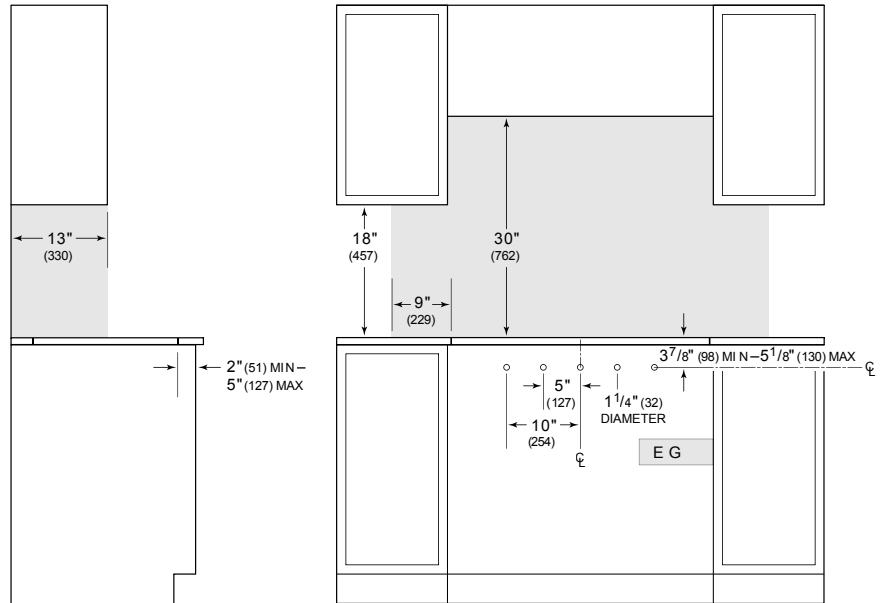 13"
(330)
2" (51) MIN –
5" (127) MAX
18"
(457)
30"
(762)
9"
(229)
3 7/8" (98) MIN – 5 1/8" (130) MAX
℄
5"
(127)
1 1/4" (32)
DIAMETER
10"
(254)
℄
E G